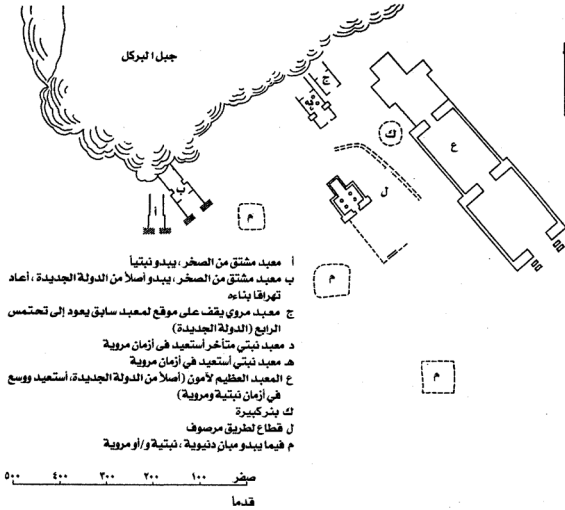 جبل البركل
ج
ك
ع
ل
ب
أ
م
م
م
أ معبد مشتق من الصخر، يبدو نبتياً
ب معبد مشتق من الصخر، يبدو أصلاً من الدولة الجديدة، أعاد
تهراقا بناءه
ج معبد مروي يقف على موقع لمعبد سابق يعود إلى تحتمس
الرابع (الدولة الجديدة)
د معبد نبتي متأخر أستعيد فى أزمان مروية
هـ معبد نبتي أستعيد في أزمان مروية
ع المعبد العظيم لآمون (أصلاً من الدولة الجديدة، أستعيد ووسع
في أزمان نبتية ومروية)
ك بئر كبيرة
ل قطاع لطريق مرصوف
م فيما يبدو مبان دنيوية، نبتية و/أو مروية
صفر ١٠٠ ٢٠٠ ٣٠٠ ٤٠٠ ٥٠٠
قدما